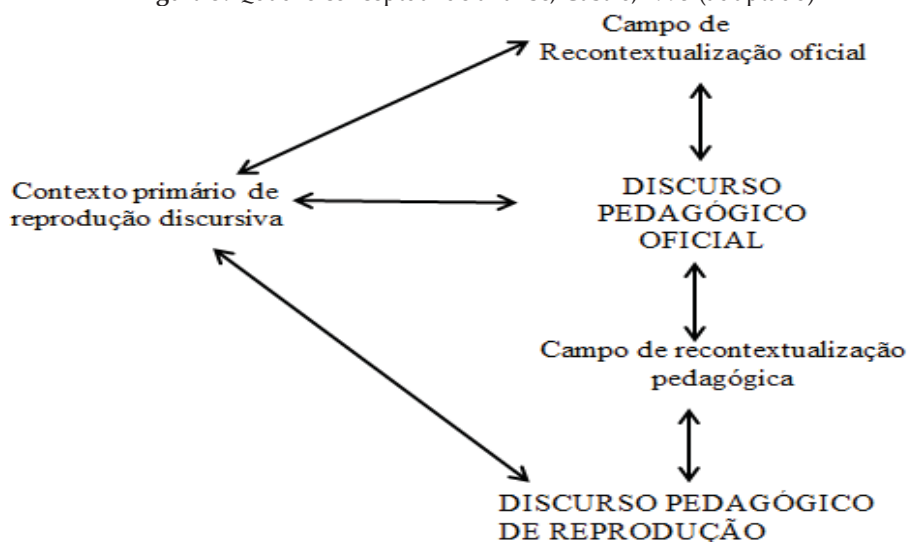 Campo de
Recontextualização oficial
Contexto primário de
reprodução discursiva
DISCURSO
PEDAGÓGICO
OFICIAL
Campo de recontextualização
pedagógica
DISCURSO PEDAGÓGICO
DE REPRODUÇÃO